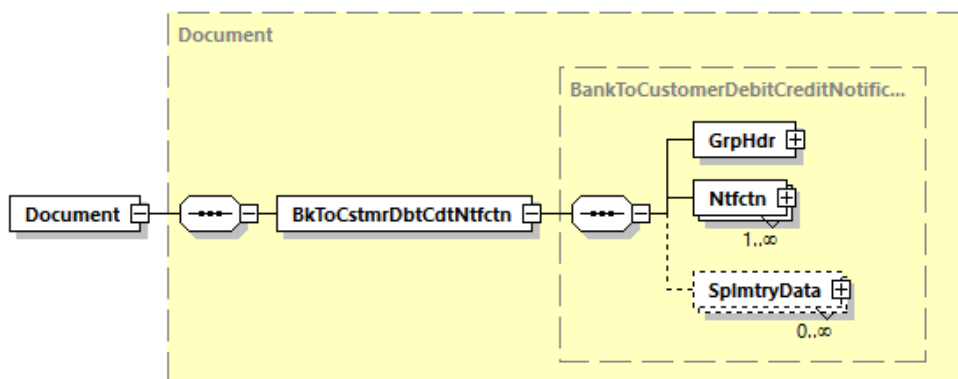 Document
BankToCustomerDebitCreditNotific...
GrpHdr
Document
BkToCstmrDbtCdtNtfctn
Ntfctn
1..∞
SplmtryData
0..∞